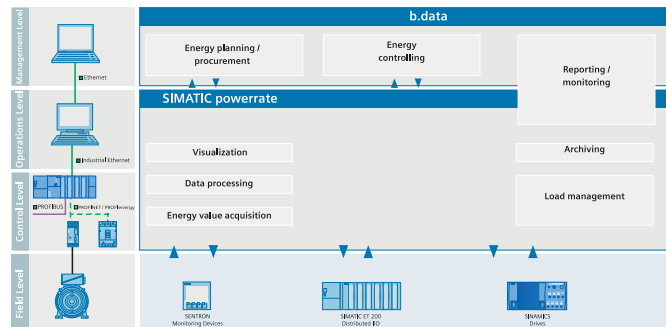 Management Level
Operations Level
Control Level
Field Level
Ethernet
Industrial Ethernet
PROFIBUS
PROFINET / PROFIenergy
b.data
Energy planning /
procurement
Energy
controlling
Reporting /
monitoring
SIMATIC powerrate
Visualization
Archiving
Data processing
Load management
Energy value acquisition
SENTRON
Monitoring Devices
SIMATIC ET 200
Distributed IO
SINAMICS
Drives